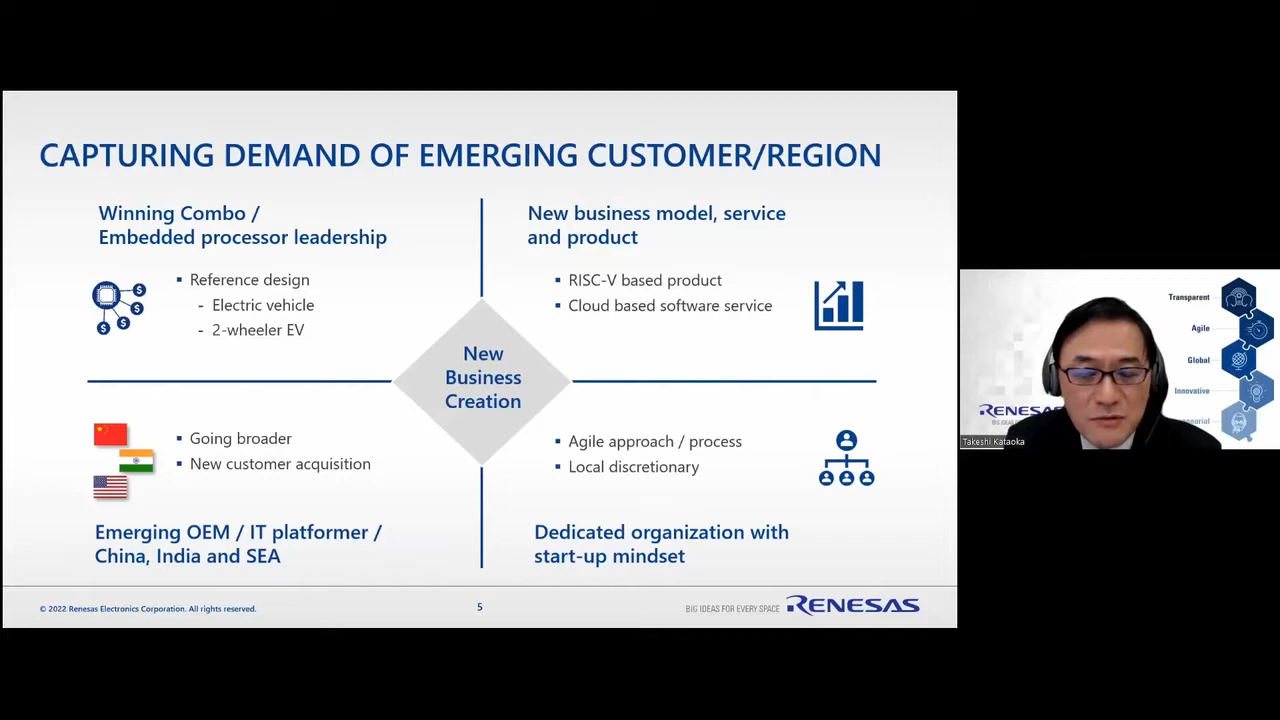 CAPTURING DEMAND OF EMERGING CUSTOMER/REGION
Winning Combo /
Embedded processor leadership
▪ Reference design
- Electric vehicle
- 2-wheeler EV
New business model, service
and product
▪ RISC-V based product
▪ Cloud based software service
New
Business
Creation
▪ Going broader
▪ New customer acquisition
Emerging OEM / IT platformer /
China, India and SEA
▪ Agile approach / process
▪ Local discretionary
Dedicated organization with
start-up mindset
© 2022 Renesas Electronics Corporation. All rights reserved.
5
BIG IDEAS FOR EVERY SPACE RENESAS
Transparent
Agile
Global
Innovative
RENESAS
Takeshi Kataoka